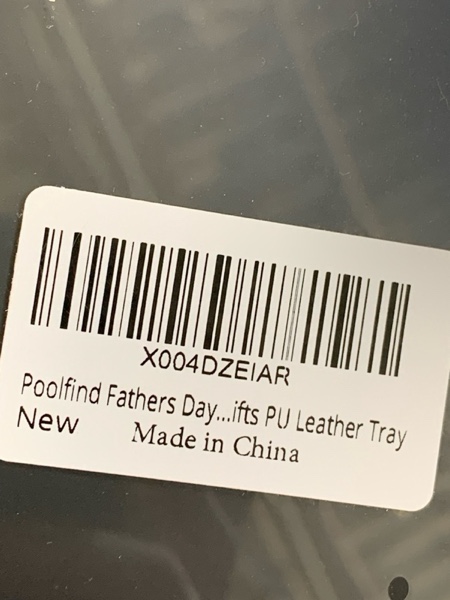 X004DZEIAR
Poolfind Fathers Day...ifts PU Leather Tray
New
Made in China